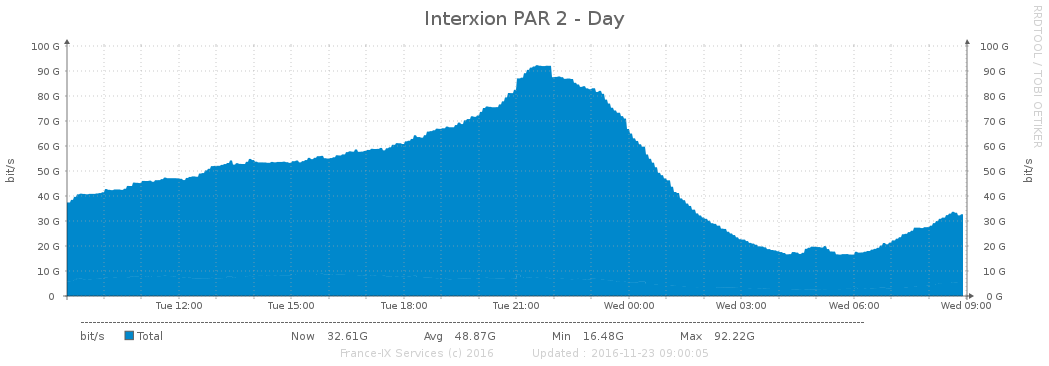 Interxion PAR 2 - Day
RRDTOOL / TOBI OETIKER
100 G 100 G
90 G 90 G
80 G 80 G
70 G 70 G
60 G 60 G
50 G 50 G
40 G 40 G
30 G 30 G
20 G 20 G
10 G 10 G
0 0 G
bit/s bit/s
Tue 12:00 Tue 15:00 Tue 18:00 Tue 21:00 Wed 00:00 Wed 03:00 Wed 06:00 Wed 09:00
bit/s Total Now 32.61G Avg 48.87G Min 16.48G Max 92.22G
France-IX Services (c) 2016 Updated : 2016-11-23 09:00:05